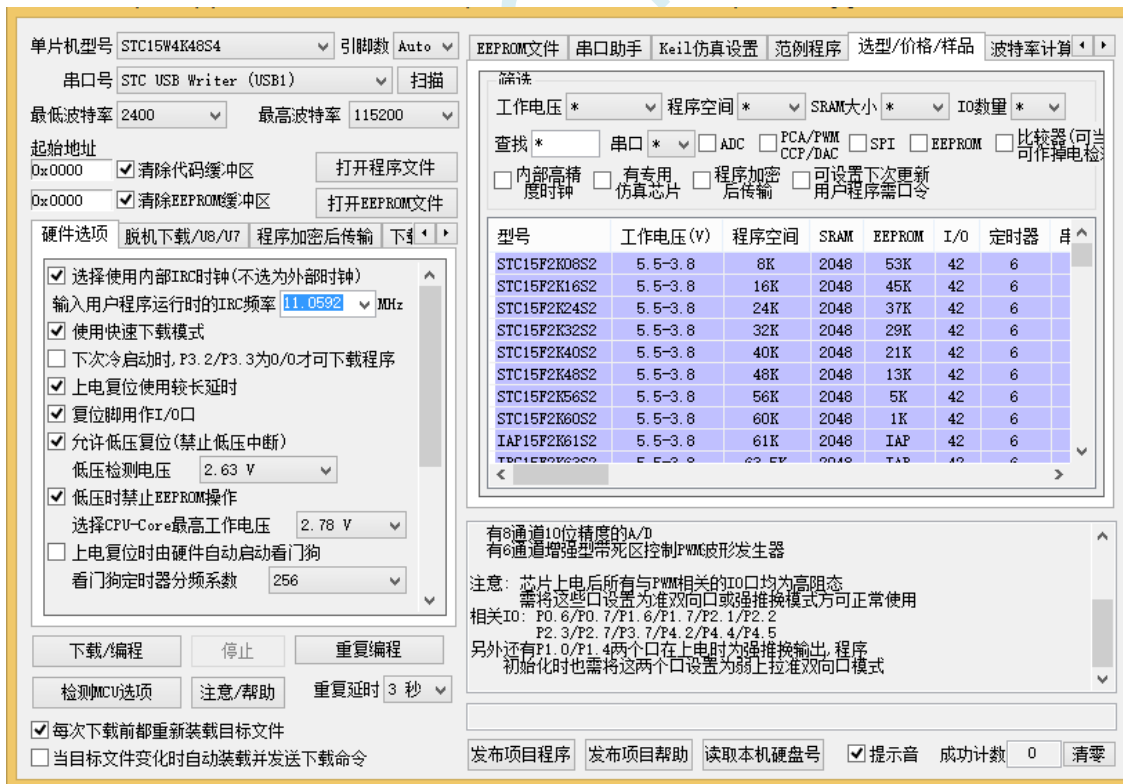 单片机型号 STC15W4K48S4 引脚数 Auto
串口号 STC USB Writer (USB1) 扫描
最低波特率 2400 最高波特率 115200
起始地址
0x0000 清除代码缓冲区 打开程序文件
0x0000 清除EEPROM缓冲区 打开EEPROM文件
硬件选项 脱机下载/U8/U7 程序加密后传输
选择使用内部IRC时钟(不选为外部时钟)
输入用户程序运行时的IRC频率 11.0592 MHz
使用快速下载模式
下次冷启动时,P3.2/P3.3为0/0才可下载程序
上电复位使用较长延时
复位脚用作I/O口
允许低压复位(禁止低压中断)
低压检测电压 2.63 V
低压时禁止EEPROM操作
选择CPU-Core最高工作电压 2.78 V
上电复位时由硬件自动启动看门狗
看门狗定时器分频系数 256
下载/编程 停止 重复编程
检测MCU选项 注意/帮助 重复延时 3 秒
每次下载前都重新装载目标文件
当目标文件变化时自动装载并发送下载命令
EEPROM文件 串口助手 Keil仿真设置 范例程序 选型/价格/样品 波特率计算
筛选
工作电压 * 程序空间 * SRAM大小 * IO数量 *
查找 * 串口 * ADC PCA/PWM CCP/DAC SPI EEPROM 比较器(可当 可作掉电检
内部高精度时钟 有专用仿真芯片 程序加密后传输 可设置下次更新用户程序需口令
型号 工作电压(V) 程序空间 SRAM EEPROM I/O 定时器 串
STC15F2K08S2 5.5-3.8 8K 2048 53K 42 6
STC15F2K16S2 5.5-3.8 16K 2048 45K 42 6
STC15F2K24S2 5.5-3.8 24K 2048 37K 42 6
STC15F2K32S2 5.5-3.8 32K 2048 29K 42 6
STC15F2K40S2 5.5-3.8 40K 2048 21K 42 6
STC15F2K48S2 5.5-3.8 48K 2048 13K 42 6
STC15F2K56S2 5.5-3.8 56K 2048 5K 42 6
STC15F2K60S2 5.5-3.8 60K 2048 1K 42 6
IAP15F2K61S2 5.5-3.8 61K 2048 IAP 42 6
IRC15F2K63S2 5.5-3.8 63.5K 2048 IAP 42 6
有8通道10位精度的A/D
有6通道增强型带死区控制PWM波形发生器
注意: 芯片上电后所有与PWM相关的IO口均为高阻态
需将这些口设置为准双向口或强推挽模式方可正常使用
相关IO: P0.6/P0.7/P1.6/P1.7/P2.1/P2.2
P2.3/P2.7/P3.7/P4.2/P4.4/P4.5
另外还有P1.0/P1.4两个口在上电时为强推挽输出,程序
初始化时也需将这两个口设置为弱上拉准双向口模式
发布项目程序 发布项目帮助 读取本机硬盘号 提示音 成功计数 0 清零